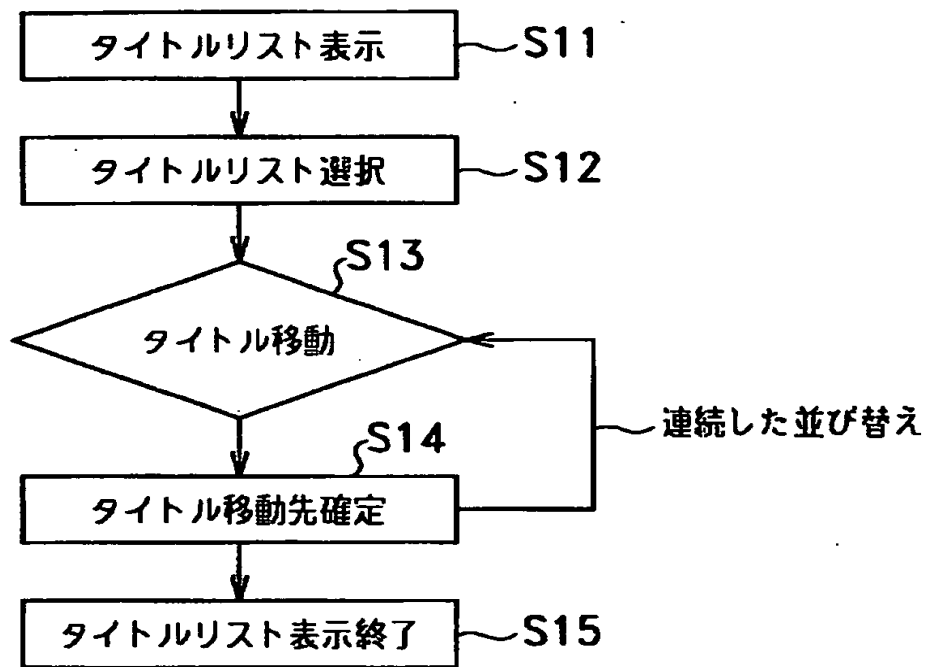 タイトルリスト表示 S11
タイトルリスト選択 S12
S13
タイトル移動
連続した並び替え
S14
タイトル移動先確定
タイトルリスト表示終了 S15